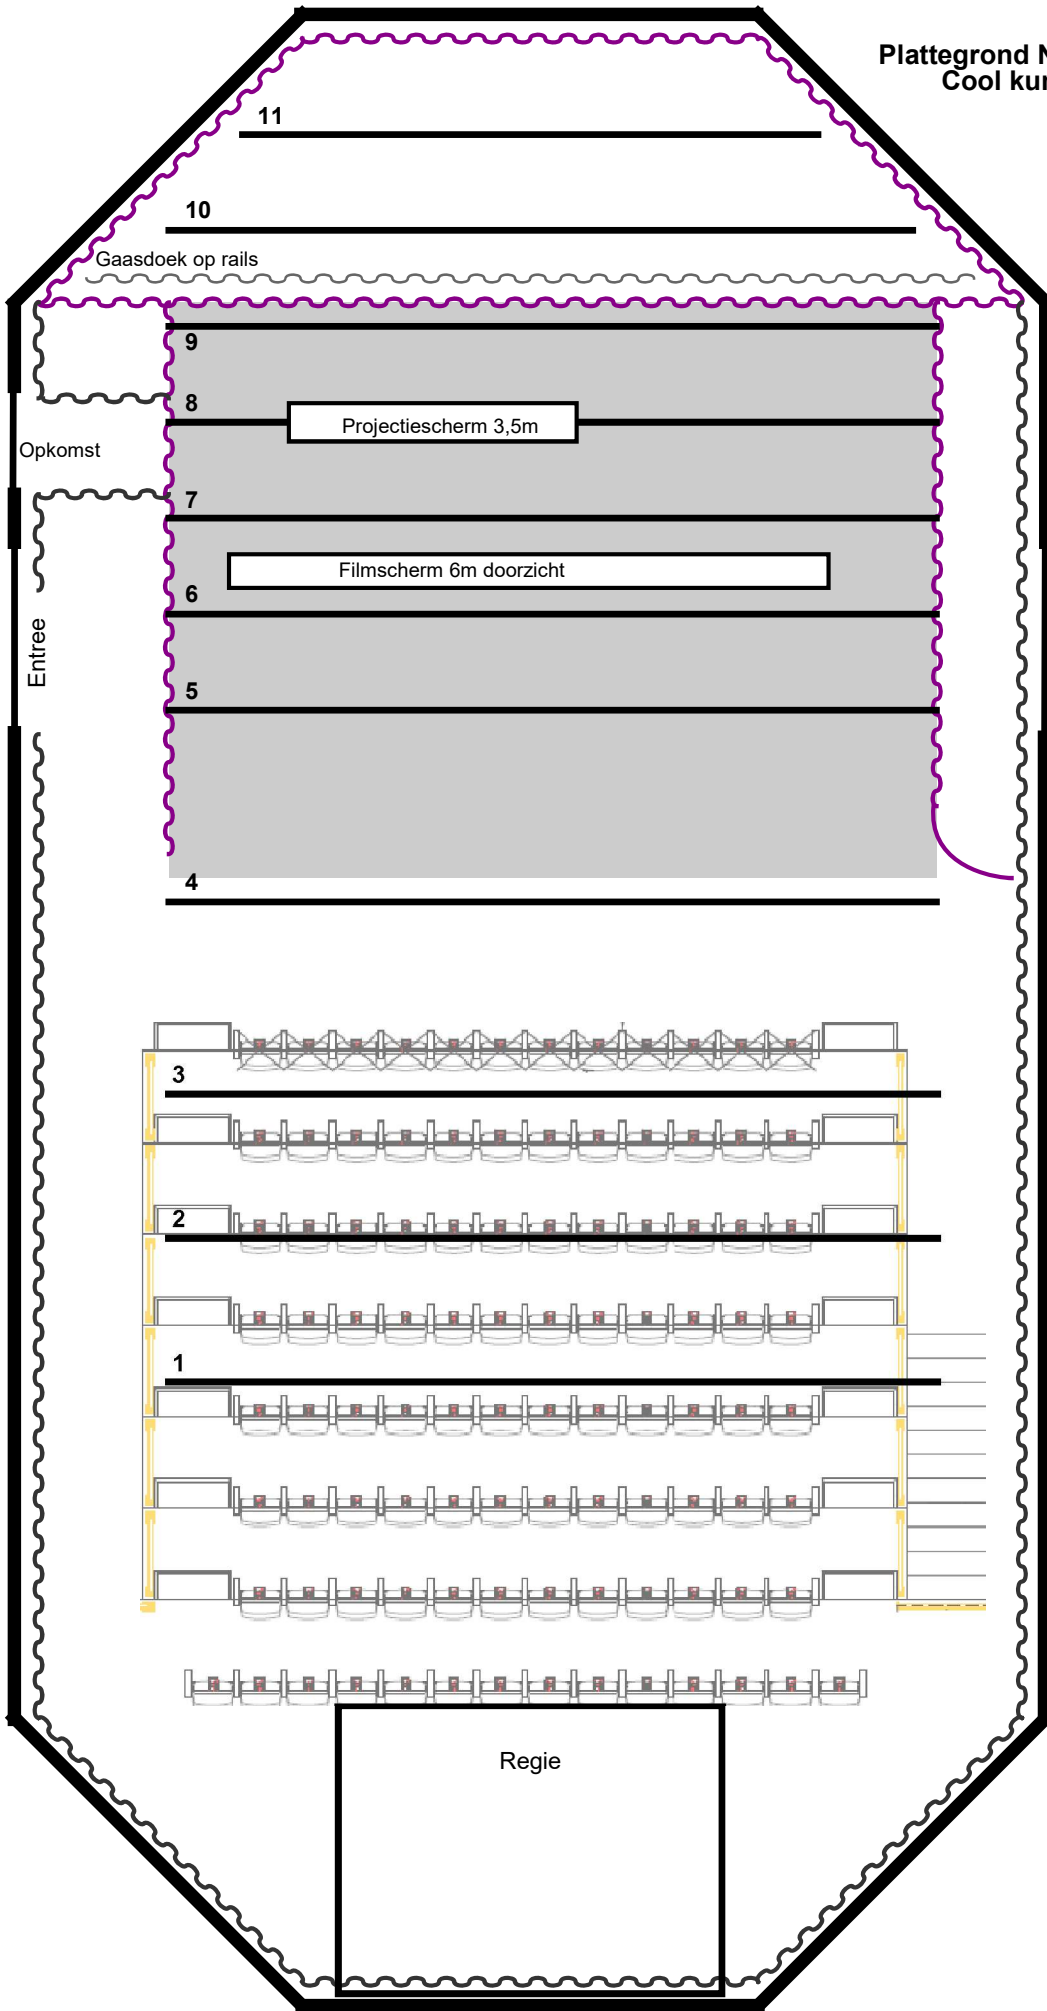 Plattegrond
Cool
11
10
Gaasdoek op rails
9
8
Projectiescherm 3,5m
Opkomst
7
Filmscherm 6m doorzicht
6
Entree
5
4
3
2
1
Regie